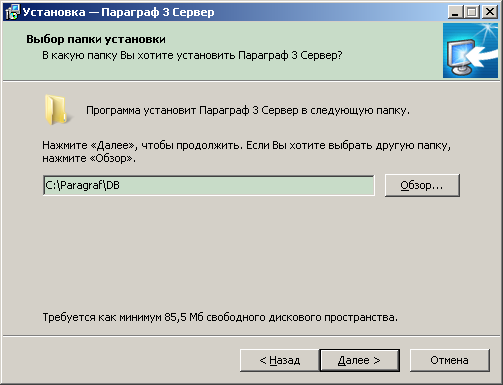 Установка — Параграф 3 Сервер
Выбор папки установки
В какую папку Вы хотите установить Параграф 3 Сервер?
Программа установит Параграф 3 Сервер в следующую папку.
Нажмите «Далее», чтобы продолжить. Если Вы хотите выбрать другую папку,
нажмите «Обзор».
C:\Paragraf\DB
Обзор...
Требуется как минимум 85,5 Мб свободного дискового пространства.
< Назад
Далее >
Отмена